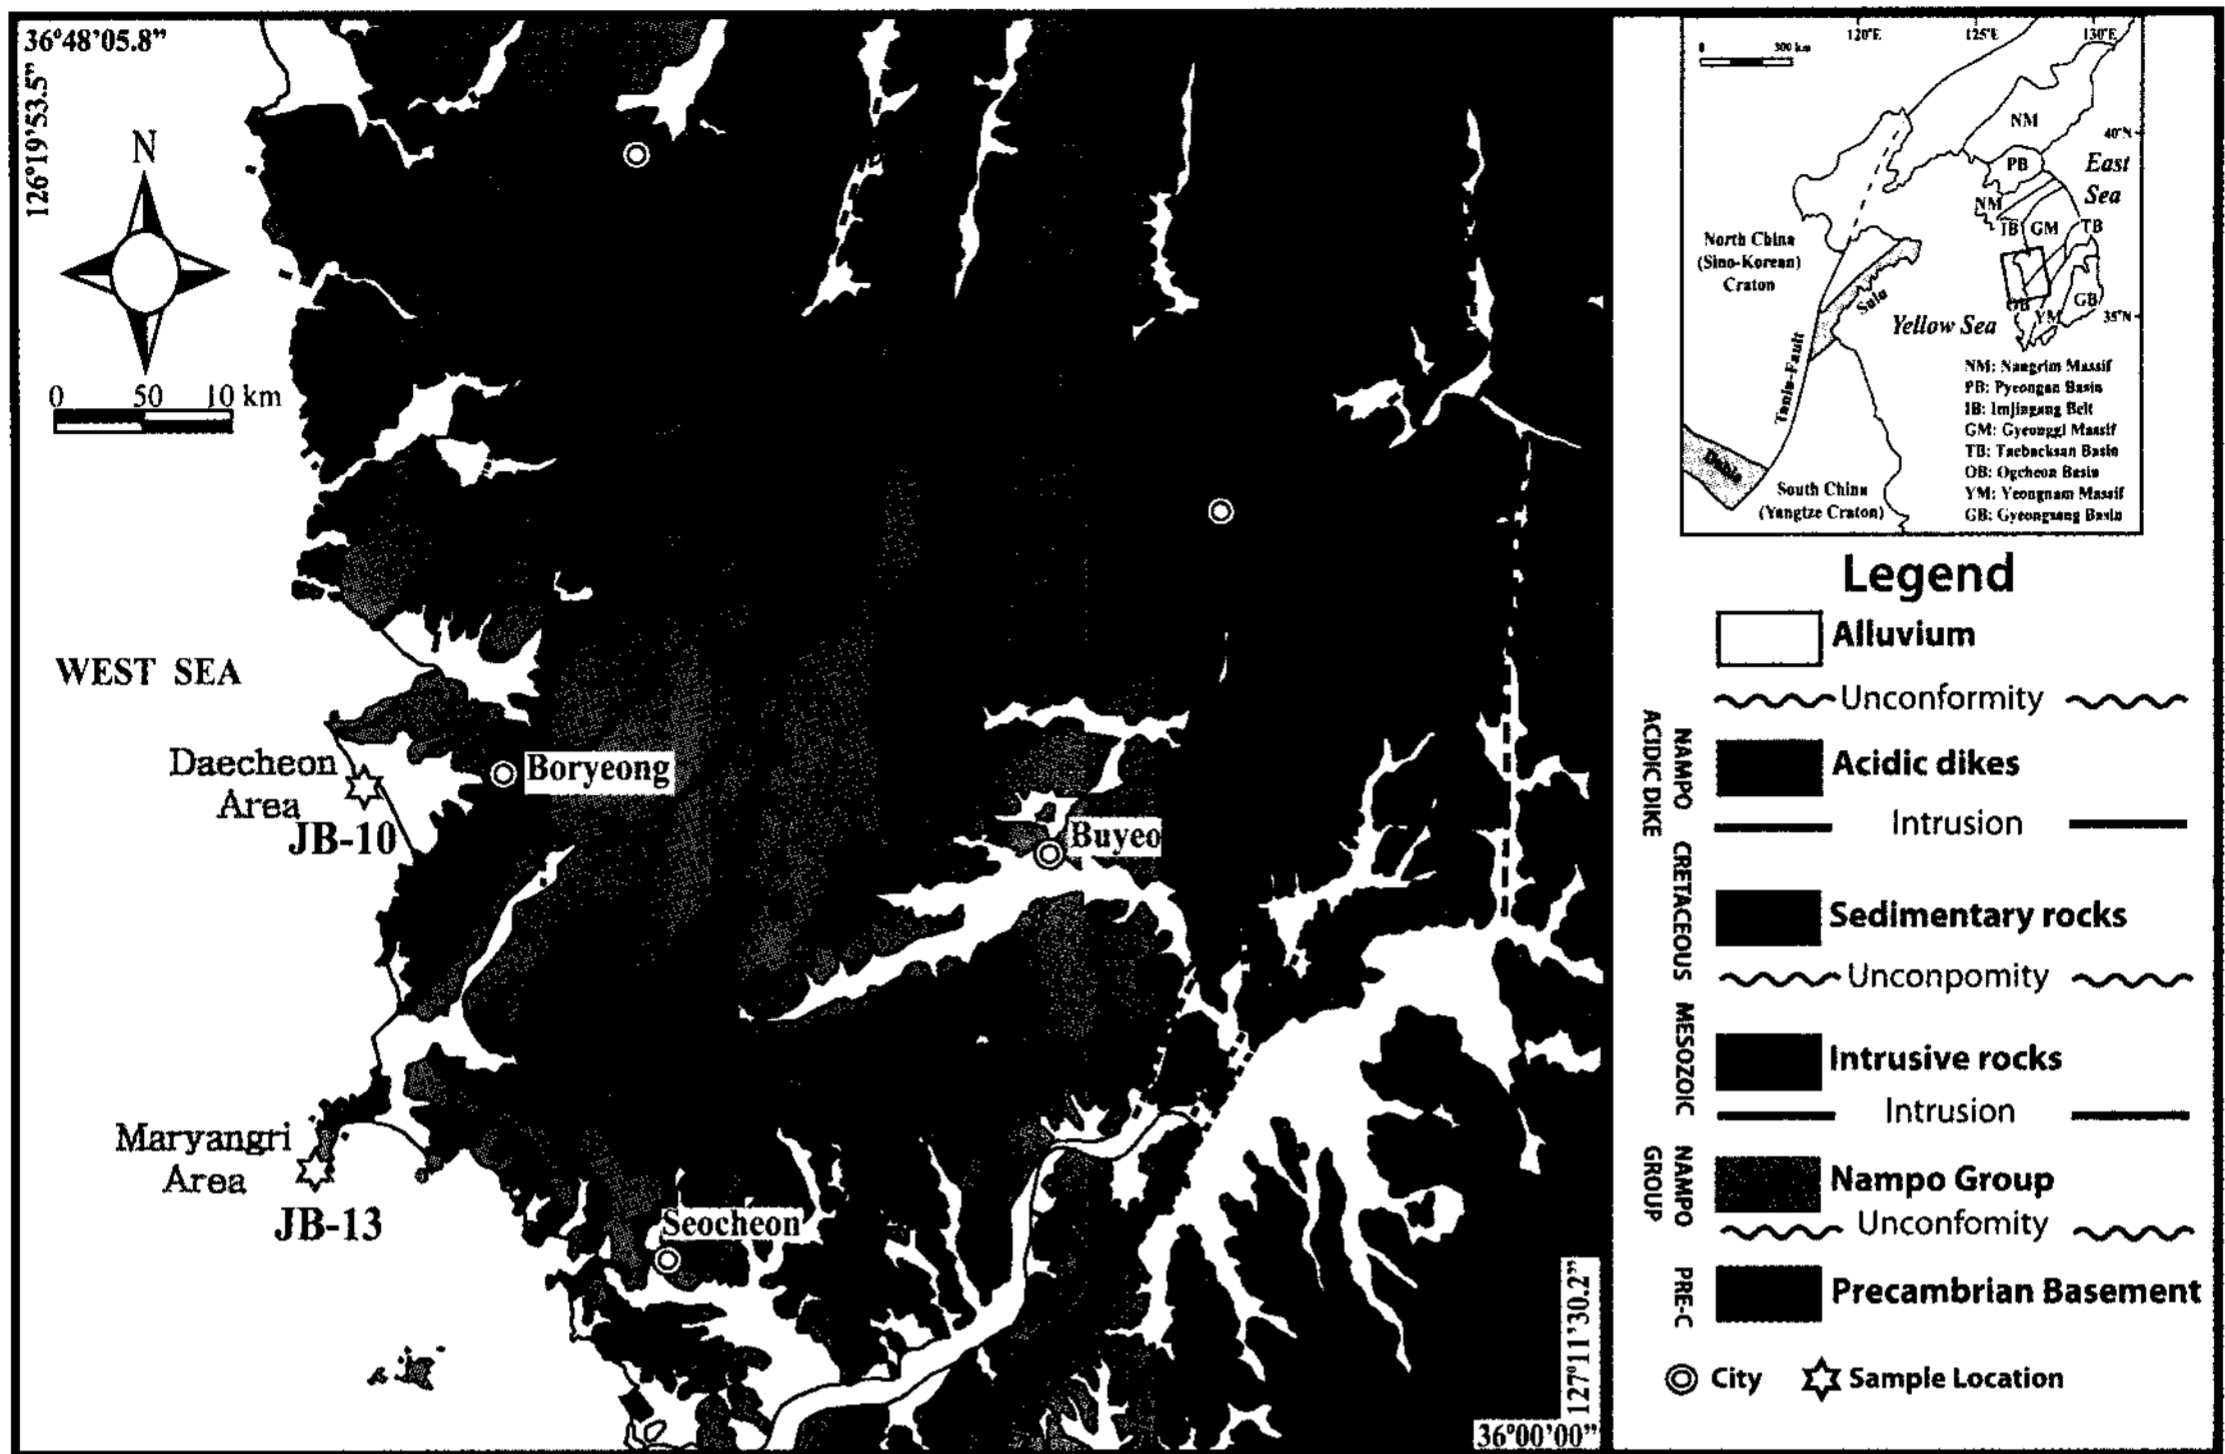 36°48'05.8"
126°19'53.5"
N
0 50 10 km
WEST SEA
Daecheon
Area
JB-10
Boryeong
Buyeo
Maryangri
Area
JB-13
Seocheon
127°11'30.2"
36°00'00"
0 300 km
120°E 125°E 130°E
40°N
35°N
NM
PB
East
Sea
NM
IB GM TB
North China
(Sino-Korean)
Craton
Sulu
OB
YM
GB
Yellow Sea
Tanlu-Fault
Dabie
South China
(Yangtze Craton)
NM: Nangrim Massif
PB: Pyeongan Basin
IB: Imjingang Belt
GM: Gyeonggi Massif
TB: Taebacksan Basin
OB: Ogcheon Basin
YM: Yeongnam Massif
GB: Gyeongsang Basin
Legend
Alluvium
Unconformity
NAMPO
ACIDIC DIKE
Acidic dikes
Intrusion
CRETACEOUS
Sedimentary rocks
Unconpomity
MESOZOIC
Intrusive rocks
Intrusion
NAMPO
GROUP
Nampo Group
Unconfomity
PRE-C
Precambrian Basement
City
Sample Location